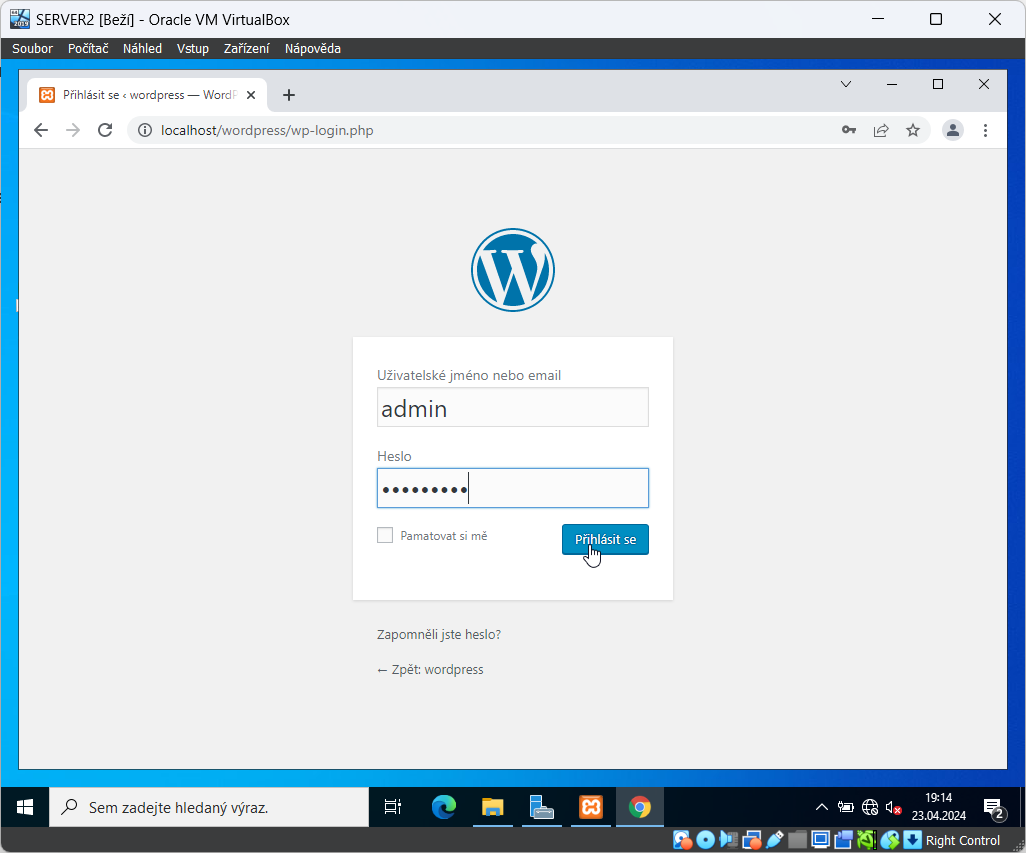 SERVER2 [Beží] - Oracle VM VirtualBox
Soubor Počítač Náhled Vstup Zařízení Nápověda
Přihlásit se ‹ wordpress — WordP
localhost/wordpress/wp-login.php
Uživatelské jméno nebo email
admin
Heslo
•••••••••
Pamatovat si mě
Přihlásit se
Zapomněli jste heslo?
← Zpět: wordpress
Sem zadejte hledaný výraz.
19:14
23.04.2024
2
Right Control